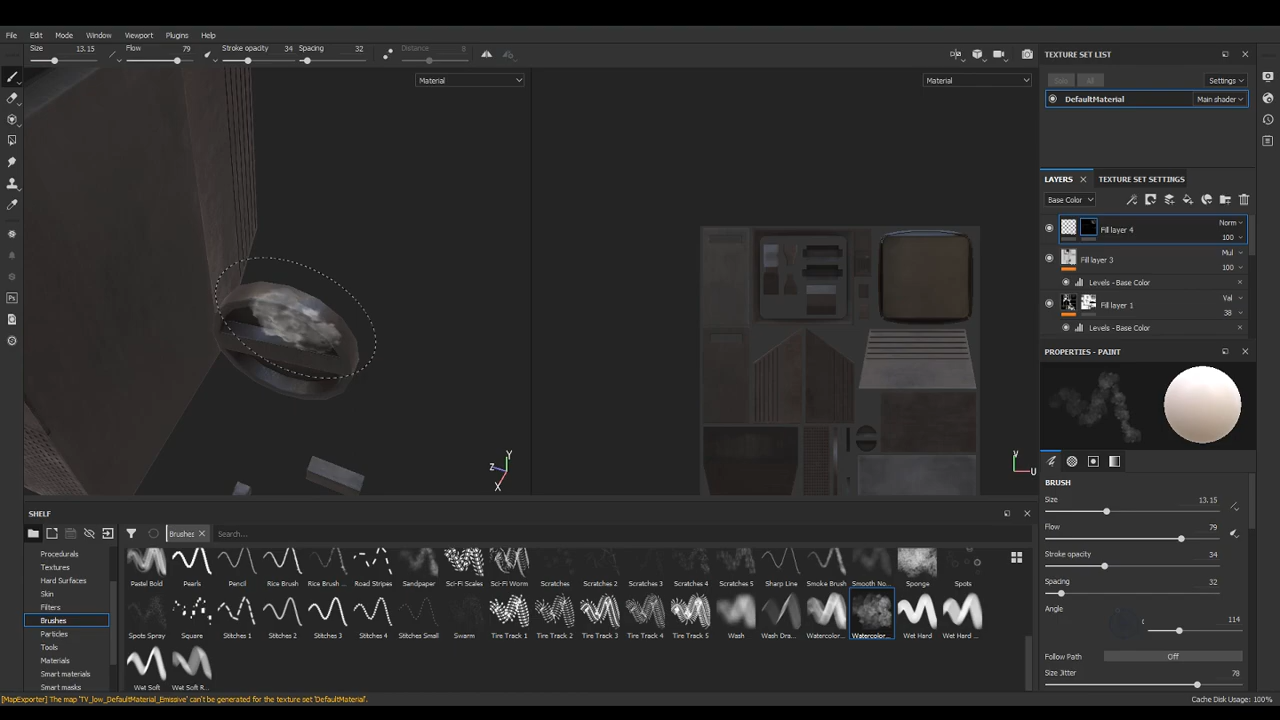 File Edit Mode Window Viewport Plugins Help
Size 13.15 Flow 79 Stroke opacity 34 Spacing 32 Distance 8
Material
Material
TEXTURE SET LIST
Solo All Settings
DefaultMaterial Main shader
LAYERS TEXTURE SET SETTINGS
Base Color
Fill layer 4 Norm 100
Fill layer 3 Mul 100
Levels - Base Color
Fill layer 1 Val 38
Levels - Base Color
PROPERTIES - PAINT
BRUSH
Size 13.15
Flow 79
Stroke opacity 34
Spacing 32
Angle 114
Follow Path Off
Size Jitter 78
Y Z X
V U
Ps
SHELF
Brushes Search...
Procedurals
Textures
Hard Surfaces
Skin
Filters
Brushes
Particles
Tools
Materials
Smart materials
Smart masks
Pastel Bold Pearls Pencil Rice Brush Rice Brush ... Road Stripes Sandpaper Sci-Fi Scales Sci-Fi Worm Scratches Scratches 2 Scratches 3 Scratches 4 Scratches 5 Sharp Line Smoke Brush Smooth No... Sponge Spots
Spots Spray Square Stitches 1 Stitches 2 Stitches 3 Stitches 4 Stitches Small Swarm Tire Track 1 Tire Track 2 Tire Track 3 Tire Track 4 Tire Track 5 Wash Wash Dra... Watercolor... Watercolor... Wet Hard Wet Hard ...
Wet Soft Wet Soft R...
[MapExporter] The map 'TV_low_DefaultMaterial_Emissive' can't be generated for the texture set 'DefaultMaterial'.
Cache Disk Usage: 100%